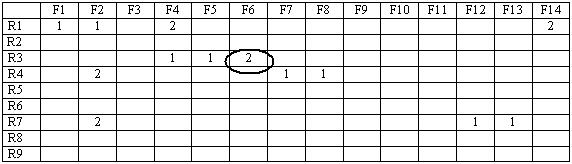 F1 F2 F3 F4 F5 F6 F7 F8 F9 F10 F11 F12 F13 F14
R1 1 1 2 2
R2
R3 1 1 2
R4 2 1 1
R5
R6
R7 2 1 1
R8
R9